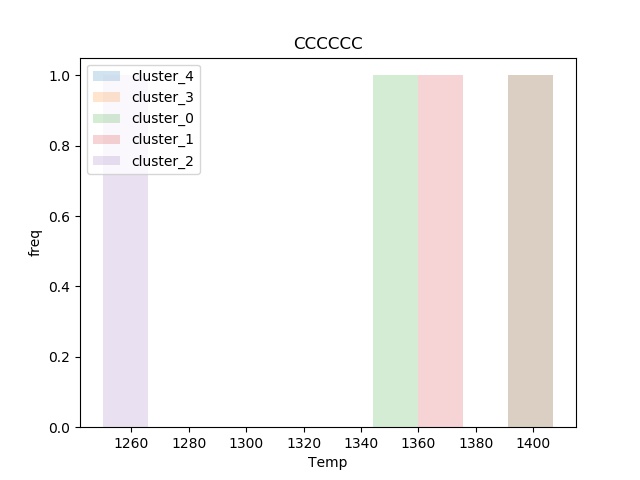 CCCCCC
cluster_4
cluster_3
cluster_0
cluster_1
cluster_2
freq
1.0
0.8
0.6
0.4
0.2
0.0
1260 1280 1300 1320 1340 1360 1380 1400
Temp